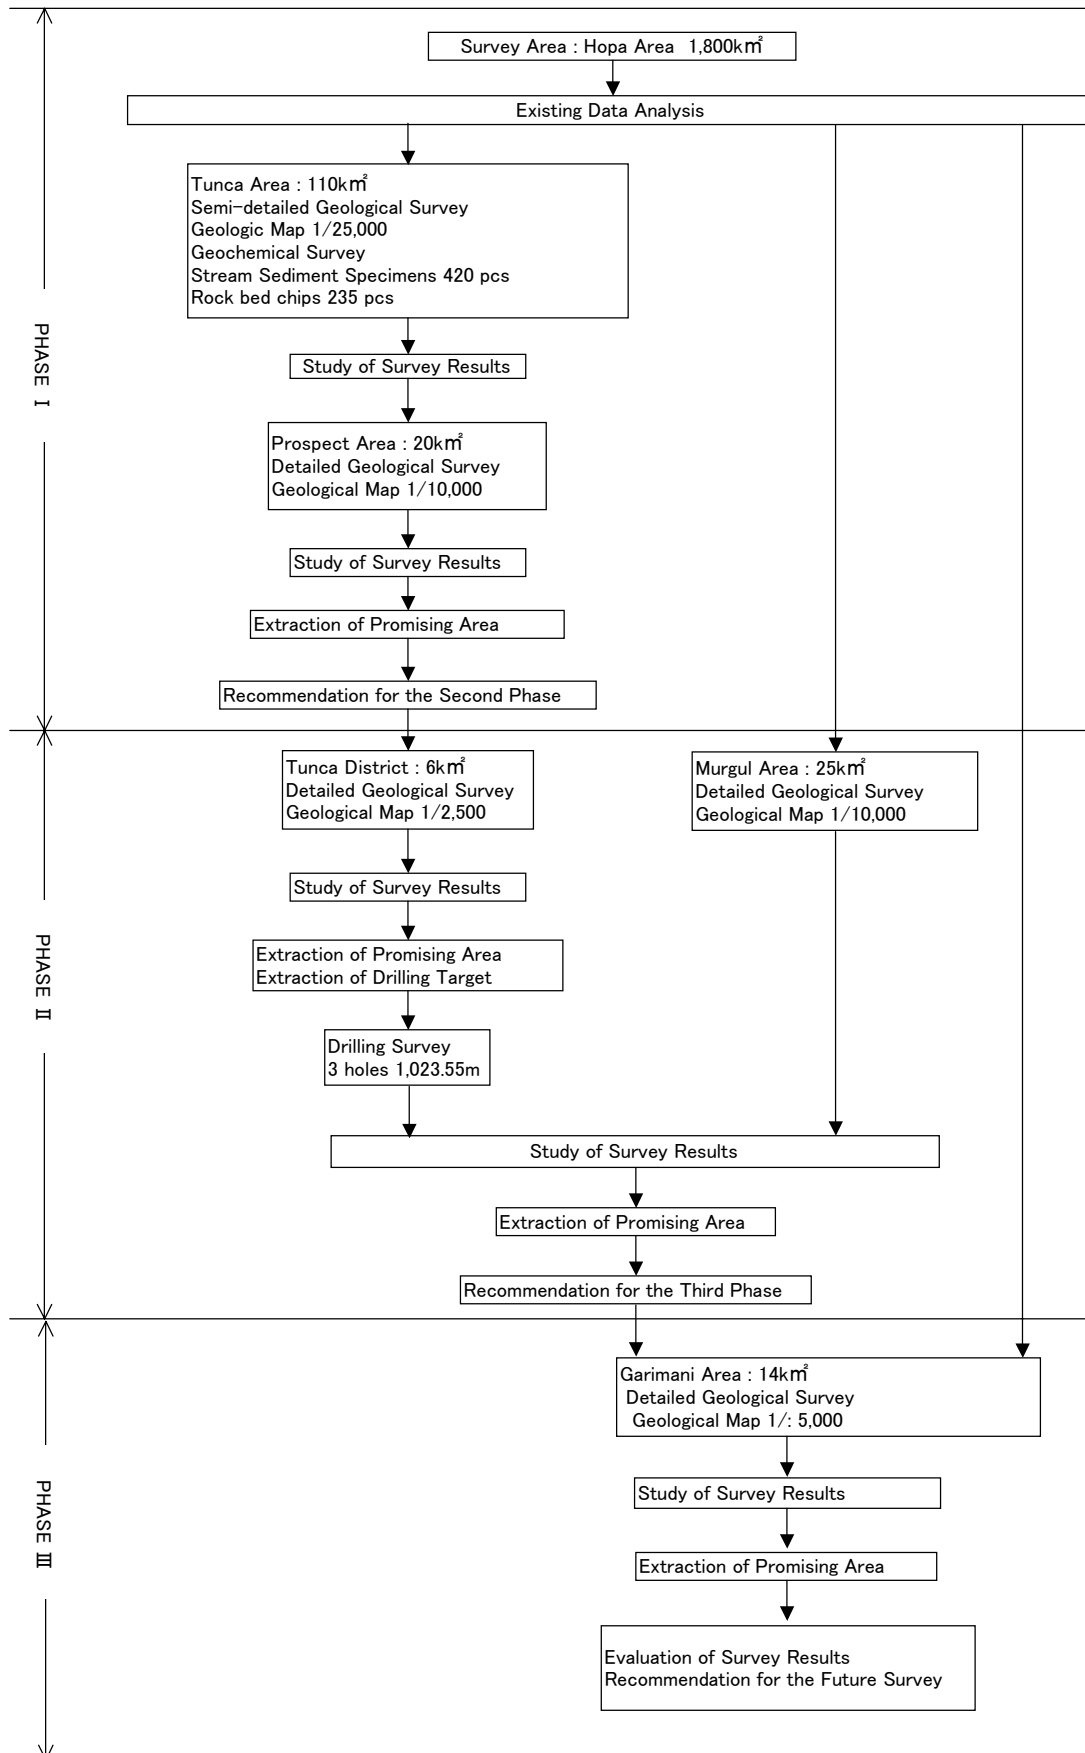 Survey Area : Hopa Area 1,800k㎡
Existing Data Analysis
Tunca Area : 110k㎡
Semi-detailed Geological Survey
Geologic Map 1/25,000
Geochemical Survey
Stream Sediment Specimens 420 pcs
Rock bed chips 235 pcs
Study of Survey Results
PHASE Ⅰ
Prospect Area : 20k㎡
Detailed Geological Survey
Geological Map 1/10,000
Study of Survey Results
Extraction of Promising Area
Recommendation for the Second Phase
Tunca District : 6k㎡
Detailed Geological Survey
Geological Map 1/2,500
Murgul Area : 25k㎡
Detailed Geological Survey
Geological Map 1/10,000
Study of Survey Results
PHASE Ⅱ
Extraction of Promising Area
Extraction of Drilling Target
Drilling Survey
3 holes 1,023.55m
Study of Survey Results
Extraction of Promising Area
Recommendation for the Third Phase
Garimani Area : 14k㎡
Detailed Geological Survey
Geological Map 1/: 5,000
PHASE Ⅲ
Study of Survey Results
Extraction of Promising Area
Evaluation of Survey Results
Recommendation for the Future Survey